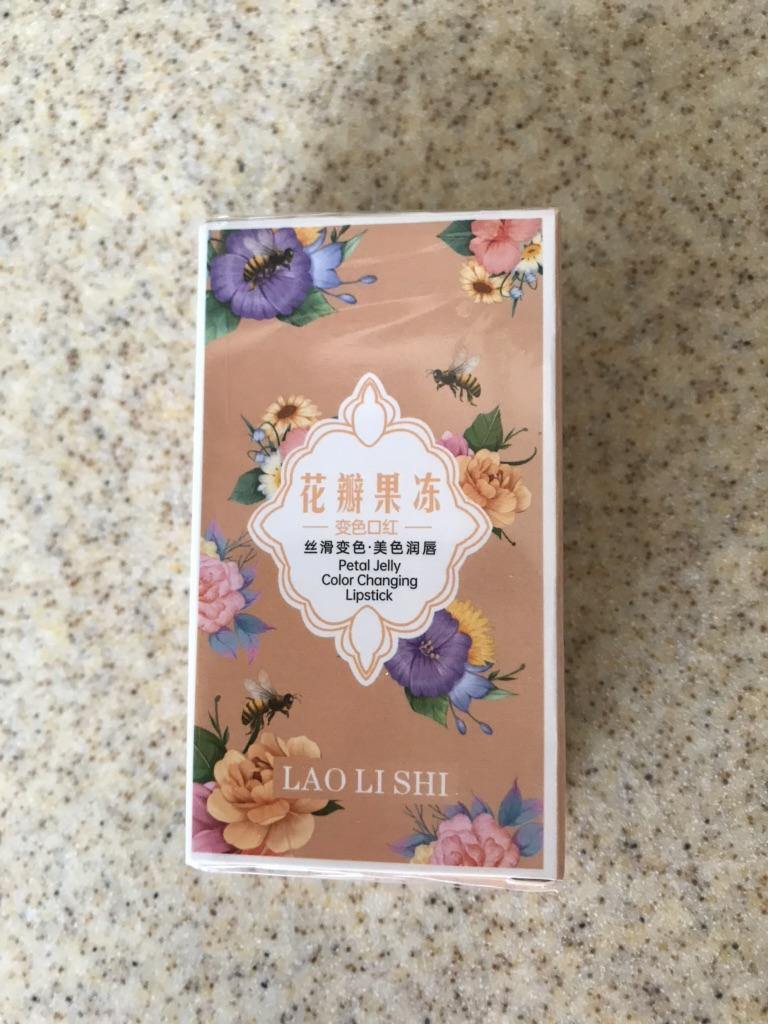 花瓣果冻
变色口红
丝滑变色·美色润唇
Petal Jelly
Color Changing
Lipstick
LAO LI SHI